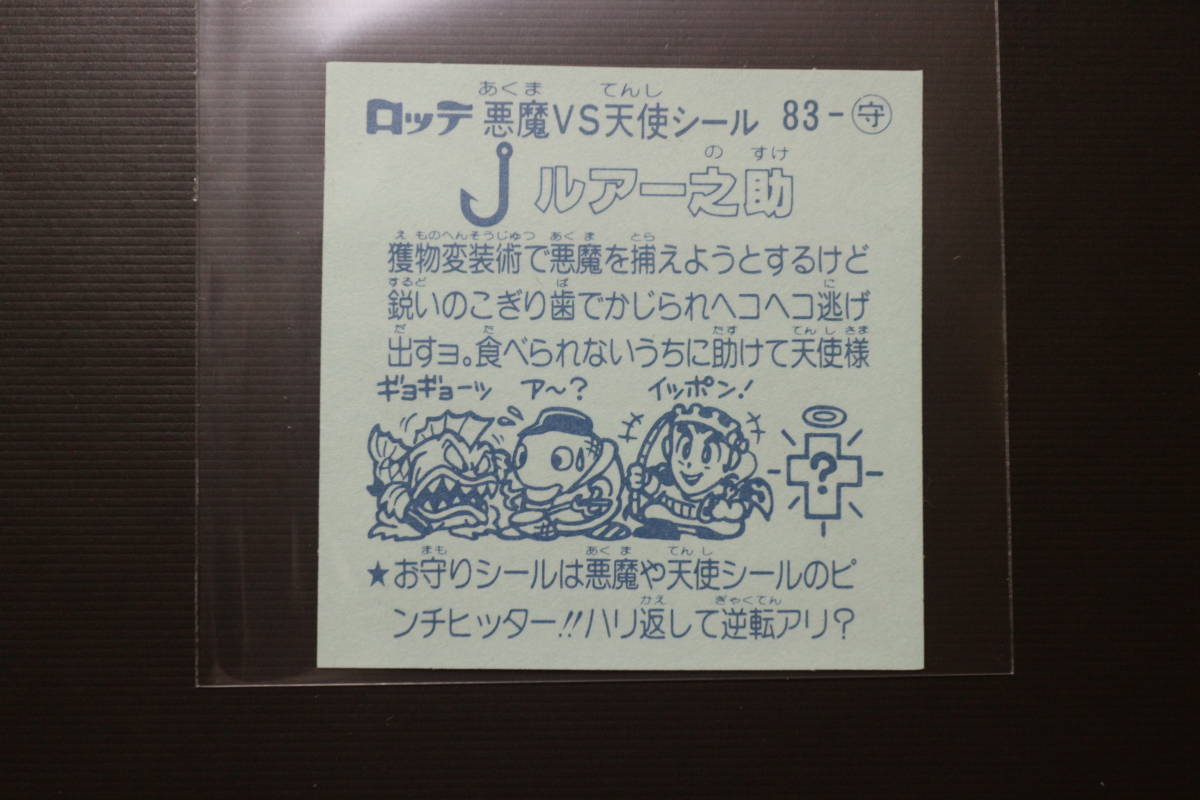 ロッテ 悪魔VS天使シール 83-守
あくま てんし
ルアー之助
のすけ
獲物変装術で悪魔を捕えようとするけど
えものへんそうじゅつ あくま とら
鋭いのこぎり歯でかじられヘコヘコ逃げ
するど ば に
出すヨ。食べられないうちに助けて天使様
だ た たす てんしさま
ギョギョーッ ア〜? イッポン!
?
★お守りシールは悪魔や天使シールのピ
まも あくま てんし
ンチヒッター!!ハリ返して逆転アリ?
かえ ぎゃくてん